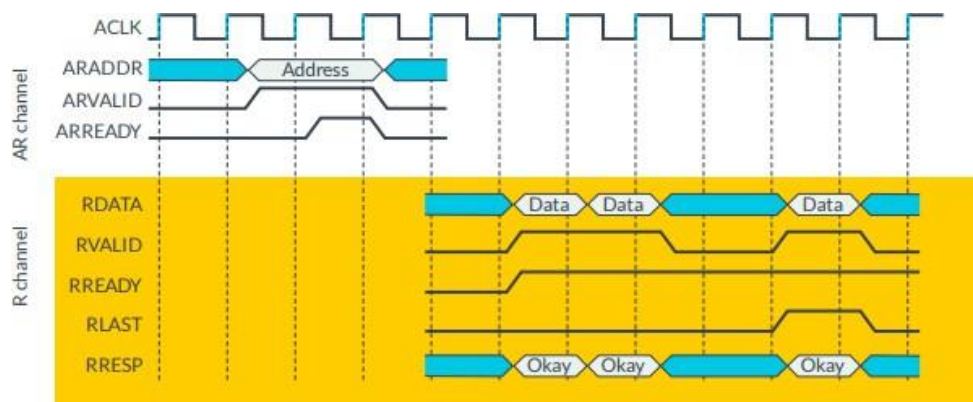 ACLK
AR channel
ARADDR
Address
ARVALID
ARREADY
R channel
RDATA
Data Data Data
RVALID
RREADY
RLAST
RRESP
Okay Okay Okay